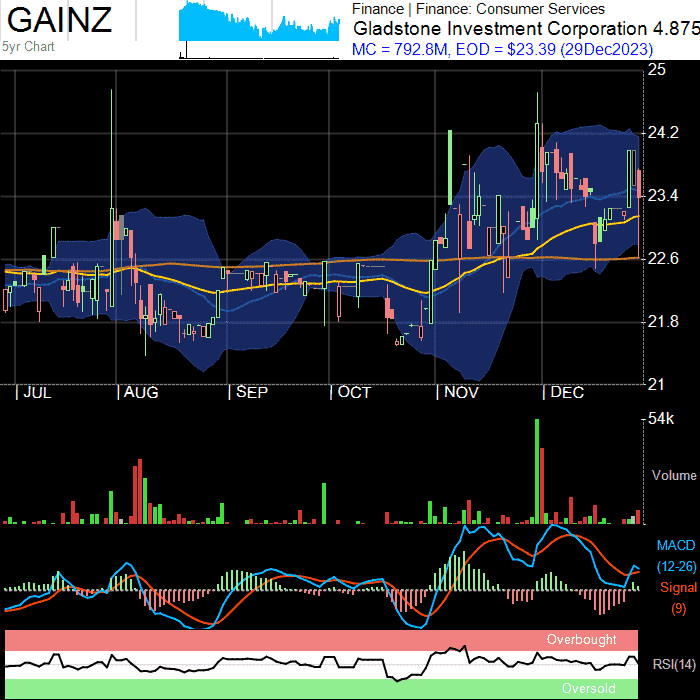 GAINZ
5yr Chart
Finance | Finance: Consumer Services
Gladstone Investment Corporation 4.875
MC = 792.8M, EOD = $23.39 (29Dec2023)
25
24.2
23.4
22.6
21.8
21
| JUL | AUG | SEP | OCT | NOV | DEC
54k
Volume
MACD
(12-26)
Signal
(9)
Overbought
RSI(14)
Oversold